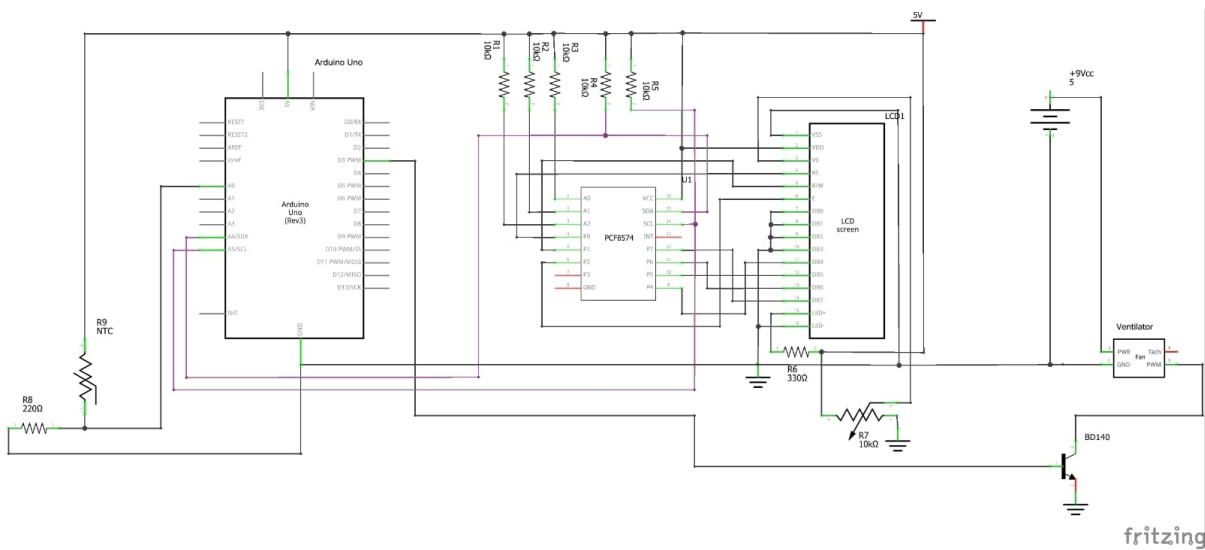 5V
R1
10kΩ
R2
10kΩ
R3
10kΩ
R4
10kΩ
R5
10kΩ
Arduino Uno
+9Vcc
5
LCD1
RESET
RESET2
AREF
ioref
A0
A1
A2
A3
A4/SDA
A5/SCL
N/C
VIN
5V
GND
Arduino
Uno
(Rev3)
D0/RX
D1/TX
D2
D3 PWM
D4
D5 PWM
D6 PWM
D7
D8
D9 PWM
D10 PWM/SS
D11 PWM/MOSI
D12/MISO
D13/SCK
U1
A0
A1
A2
P0
P1
P2
P3
GND
PCF8574
VCC
SDA
SCL
INT
P7
P6
P5
P4
VSS
VDD
V0
RS
R/W
E
DB0
DB1
DB2
DB3
DB4
DB5
DB6
DB7
LED+
LED-
LCD
screen
Ventilator
PWR
GND
Fan
Tach
PWM
R9
NTC
R8
220Ω
R6
330Ω
R7
10kΩ
BD140
fritzing